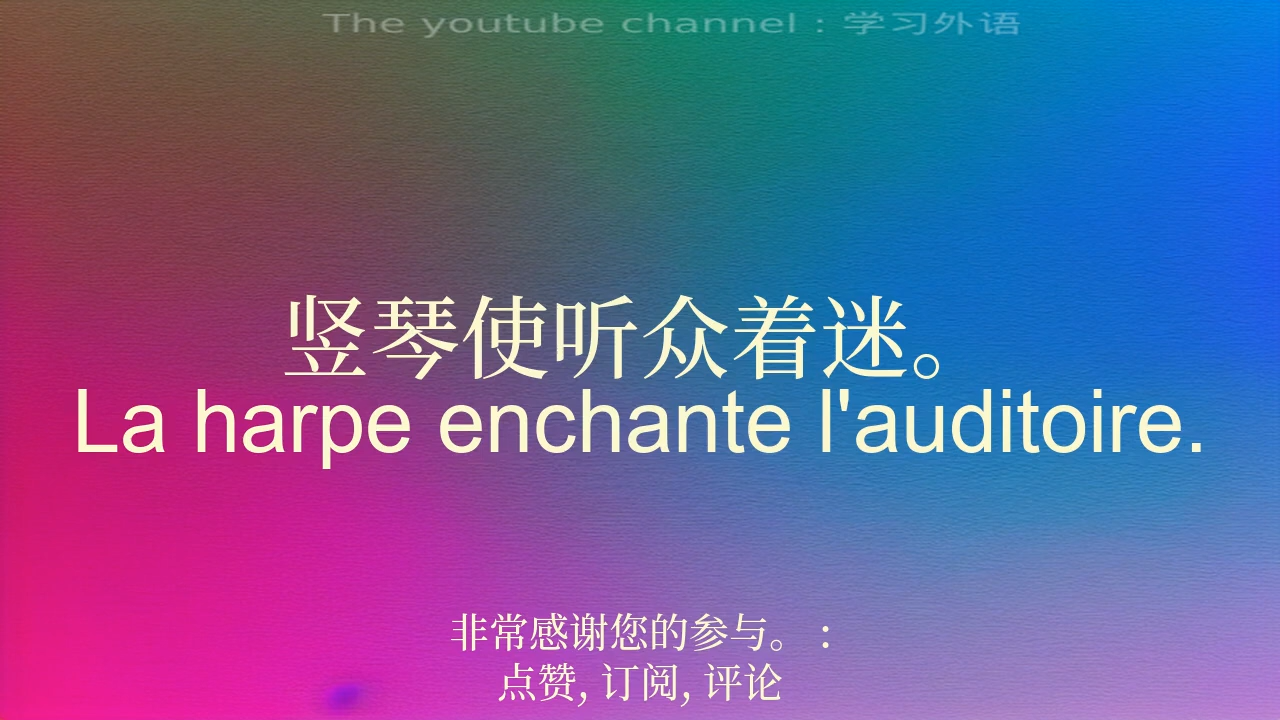 The youtube channel : 学习外语
竖琴使听众着迷。
La harpe enchante l'auditoire.
非常感谢您的参与。 :
点赞, 订阅, 评论